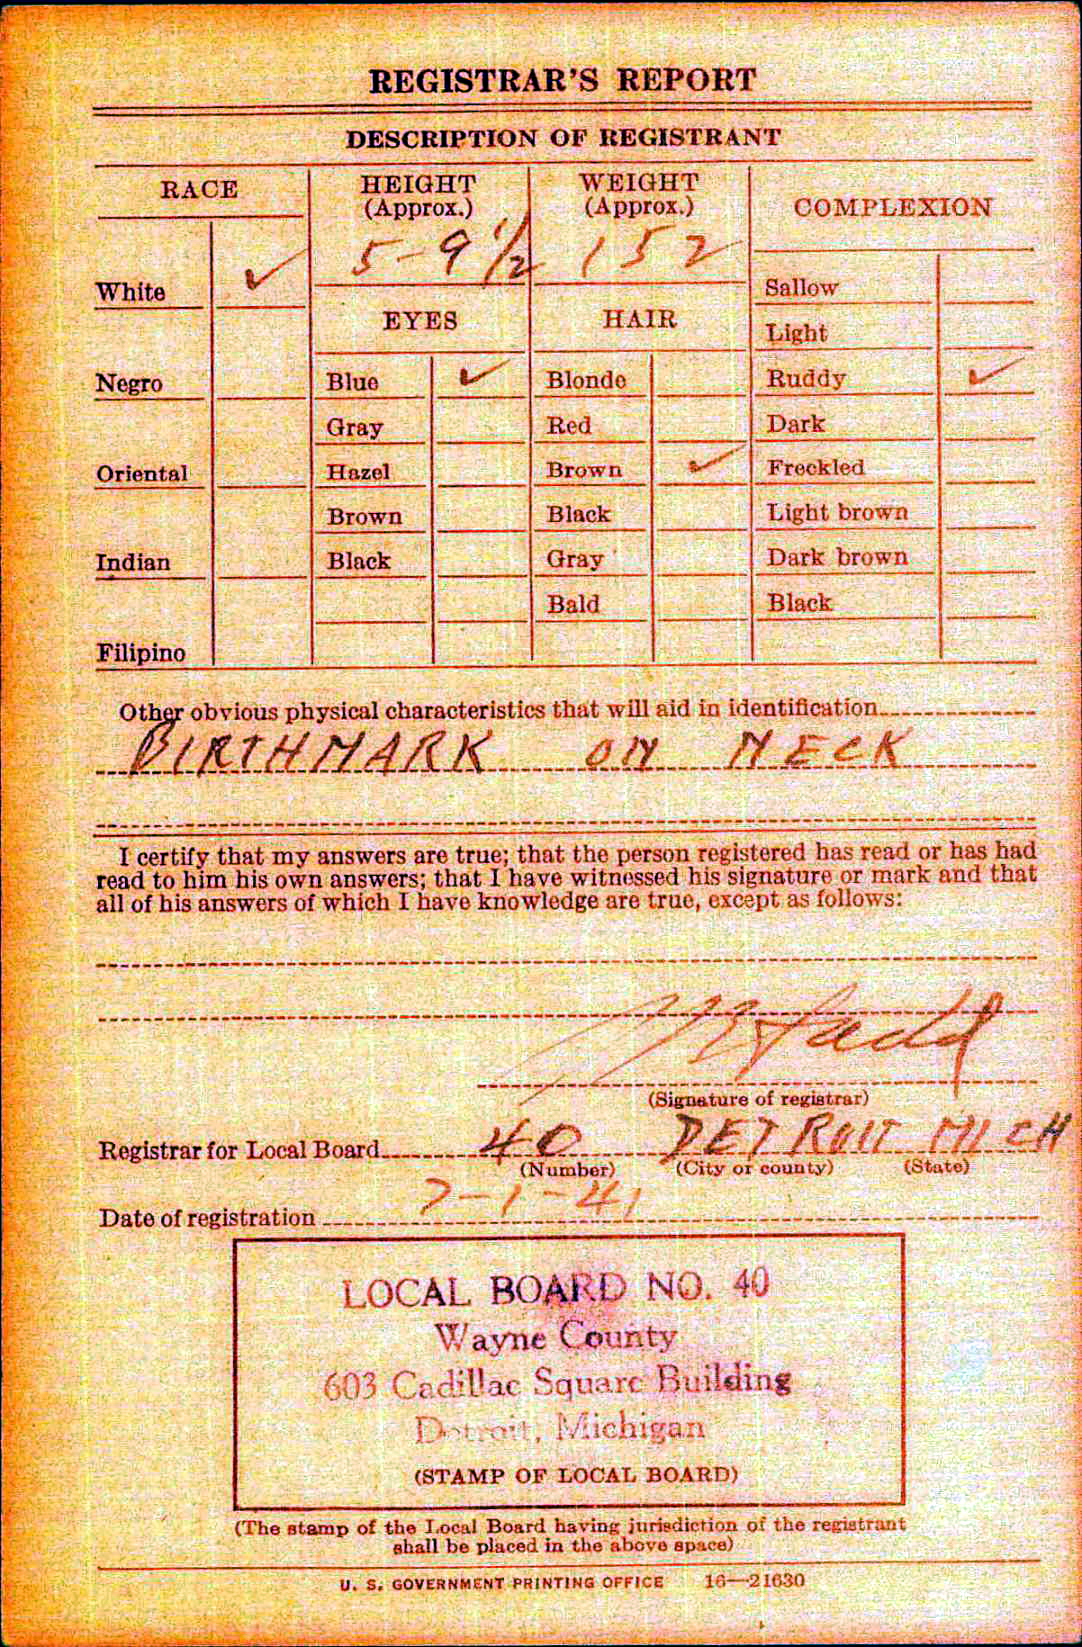 REGISTRAR'S REPORT
DESCRIPTION OF REGISTRANT
RACE
HEIGHT
(Approx.)
WEIGHT
(Approx.)
COMPLEXION
5-9 1/2
152
White ✓
Sallow
EYES
HAIR
Light
Negro
Blue ✓
Blonde
Ruddy ✓
Gray
Red
Dark
Oriental
Hazel
Brown ✓
Freckled
Brown
Black
Light brown
Indian
Black
Gray
Dark brown
Bald
Black
Filipino
Other obvious physical characteristics that will aid in identification
BIRTHMARK ON NECK
I certify that my answers are true; that the person registered has read or has had
read to him his own answers; that I have witnessed his signature or mark and that
all of his answers of which I have knowledge are true, except as follows:
(Signature of registrar)
Registrar for Local Board 40 DETROIT MICH
(Number) (City or county) (State)
Date of registration 7-1-41
LOCAL BOARD NO. 40
Wayne County
603 Cadillac Square Building
Detroit, Michigan
(STAMP OF LOCAL BOARD)
(The stamp of the Local Board having jurisdiction of the registrant
shall be placed in the above space)
U. S. GOVERNMENT PRINTING OFFICE 16—21630